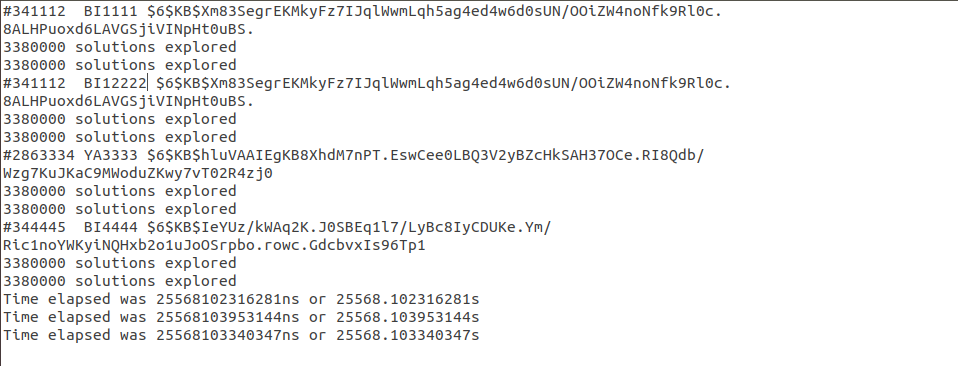 #341112  BI1111 $6$KB$Xm83SegrEKMkyFz7IJqlWwmLqh5ag4ed4w6d0sUN/OOiZW4noNfk9Rl0c.
8ALHPuoxd6LAVGSjiVINpHt0uBS.
3380000 solutions explored
3380000 solutions explored
#341112  BI12222 $6$KB$Xm83SegrEKMkyFz7IJqlWwmLqh5ag4ed4w6d0sUN/OOiZW4noNfk9Rl0c.
8ALHPuoxd6LAVGSjiVINpHt0uBS.
3380000 solutions explored
3380000 solutions explored
#2863334 YA3333 $6$KB$hluVAAIEgKB8XhdM7nPT.EswCee0LBQ3V2yBZcHkSAH37OCe.RI8Qdb/
Wzg7KuJKaC9MWoduZKwy7vT02R4zj0
3380000 solutions explored
3380000 solutions explored
#344445  BI4444 $6$KB$IeYUz/kWAq2K.J0SBEq1l7/LyBc8IyCDUKe.Ym/
Ric1noYWKyiNQHxb2o1uJoOSrpbo.rowc.GdcbvxIs96Tp1
3380000 solutions explored
3380000 solutions explored
Time elapsed was 25568102316281ns or 25568.102316281s
Time elapsed was 25568103953144ns or 25568.103953144s
Time elapsed was 25568103340347ns or 25568.103340347s